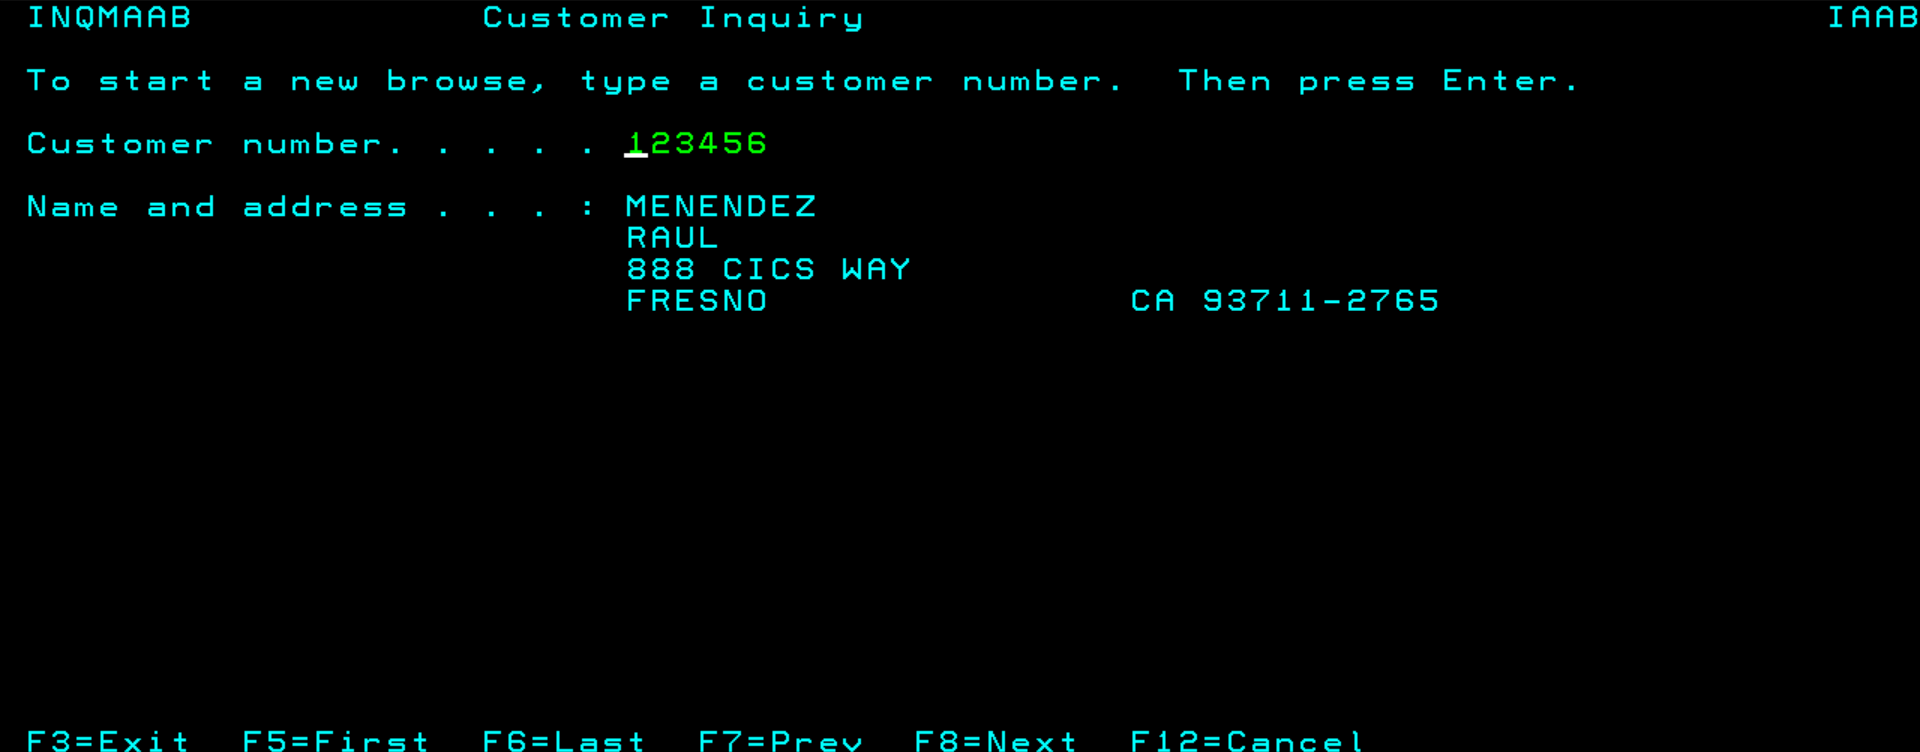 INQMAAB Customer Inquiry IAAB
To start a new browse, type a customer number. Then press Enter.
Customer number. . . . . 123456
Name and address . . . : MENENDEZ
RAUL
888 CICS WAY
FRESNO CA 93711-2765
F3=Exit F5=First F6=Last F7=Prev F8=Next F12=Cancel